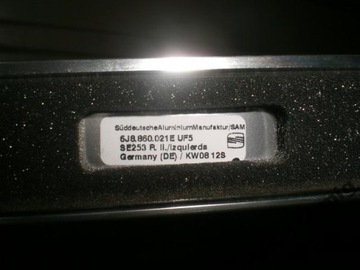 SüddeutscheAluminiumManufaktur/SAM
6J8.860.021E UF5
SE253 R. li./Izquierda
Germany (DE) / KW0812S